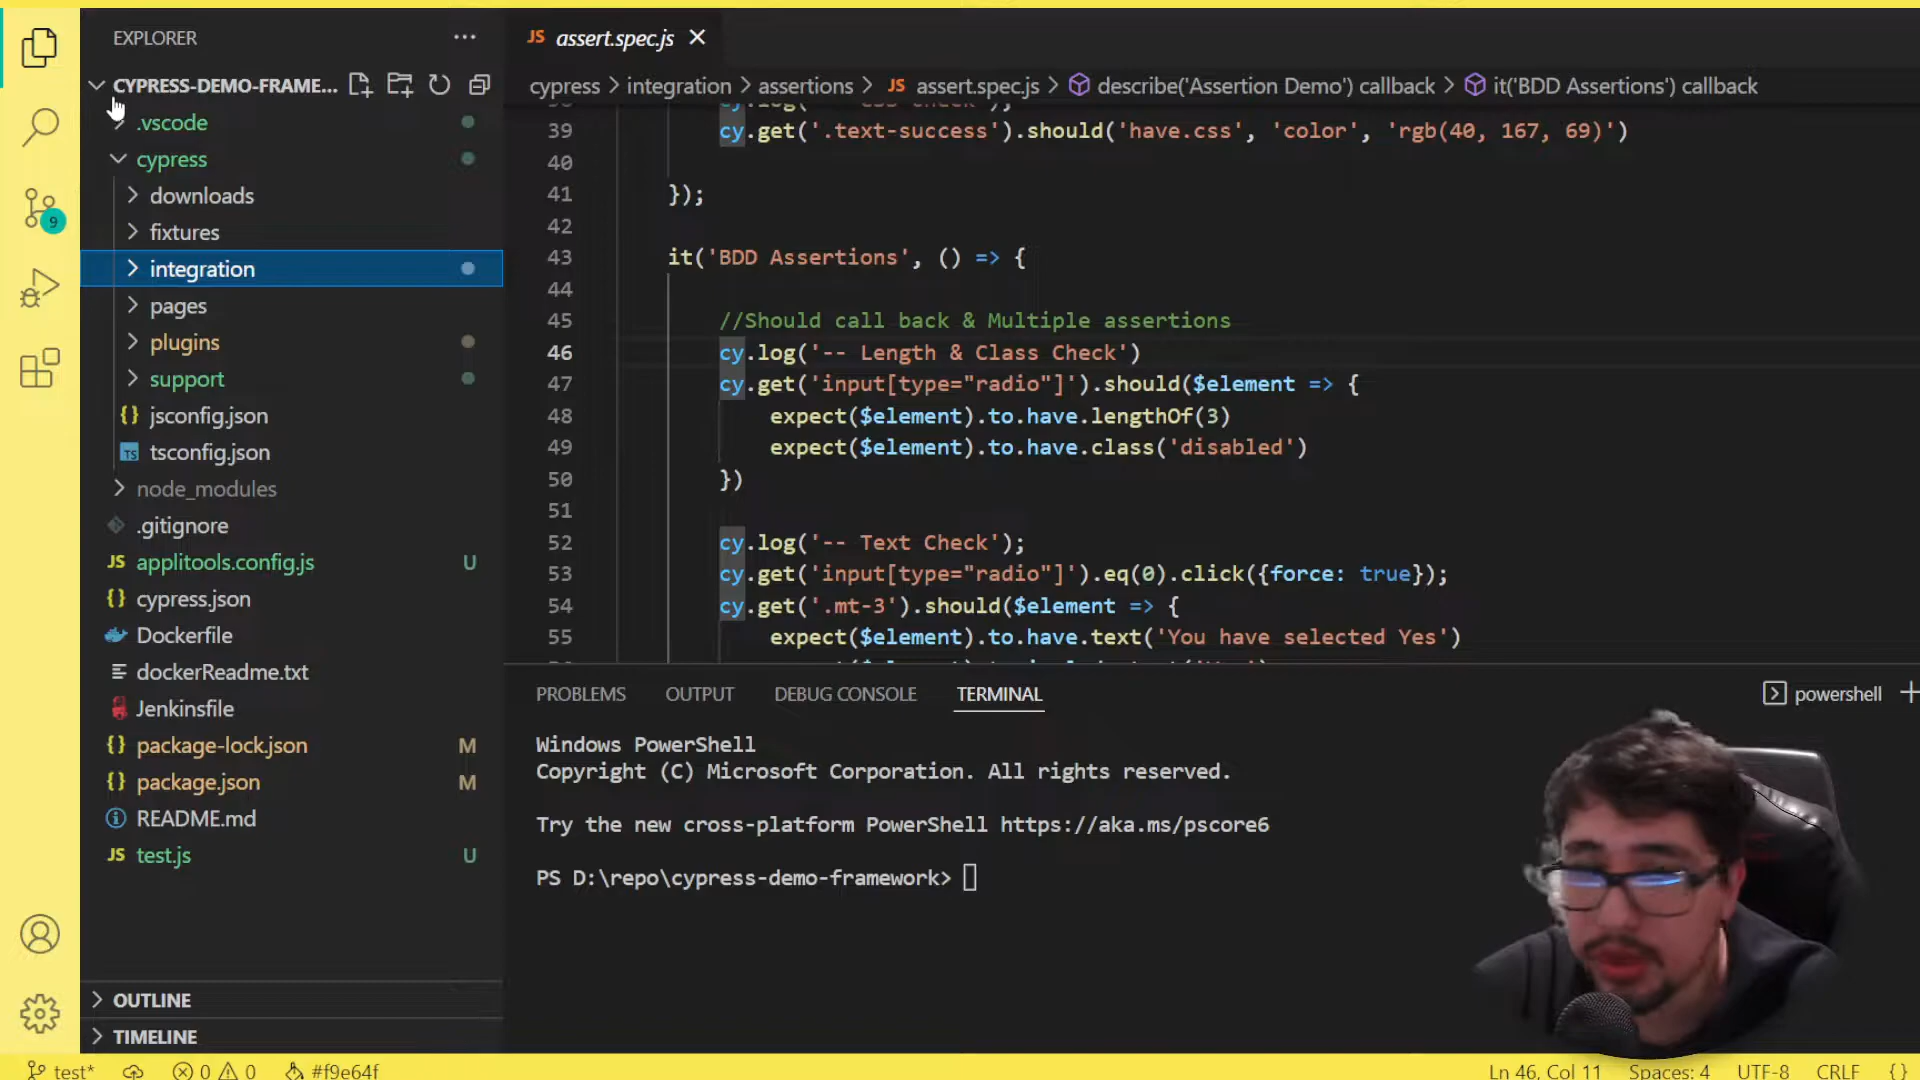 EXPLORER
CYPRESS-DEMO-FRAME...
.vscode
cypress
downloads
fixtures
integration
pages
plugins
support
{} jsconfig.json
TS tsconfig.json
node_modules
.gitignore
JS applitools.config.js U
{} cypress.json
Dockerfile
dockerReadme.txt
Jenkinsfile
{} package-lock.json M
{} package.json M
README.md
JS test.js U
OUTLINE
TIMELINE
9
JS assert.spec.js
cypress > integration > assertions > JS assert.spec.js > describe('Assertion Demo') callback > it('BDD Assertions') callback
39 cy.get('.text-success').should('have.css', 'color', 'rgb(40, 167, 69)')
40
41 });
42
43 it('BDD Assertions', () => {
44
45 //Should call back & Multiple assertions
46 cy.log('-- Length & Class Check')
47 cy.get('input[type="radio"]').should($element => {
48 expect($element).to.have.lengthOf(3)
49 expect($element).to.have.class('disabled')
50 })
51
52 cy.log('-- Text Check');
53 cy.get('input[type="radio"]').eq(0).click({force: true});
54 cy.get('.mt-3').should($element => {
55 expect($element).to.have.text('You have selected Yes')
PROBLEMS OUTPUT DEBUG CONSOLE TERMINAL powershell
Windows PowerShell
Copyright (C) Microsoft Corporation. All rights reserved.
Try the new cross-platform PowerShell https://aka.ms/pscore6
PS D:\repo\cypress-demo-framework>
test* 0 0 #f9e64f Ln 46, Col 11 Spaces: 4 UTF-8 CRLF {}